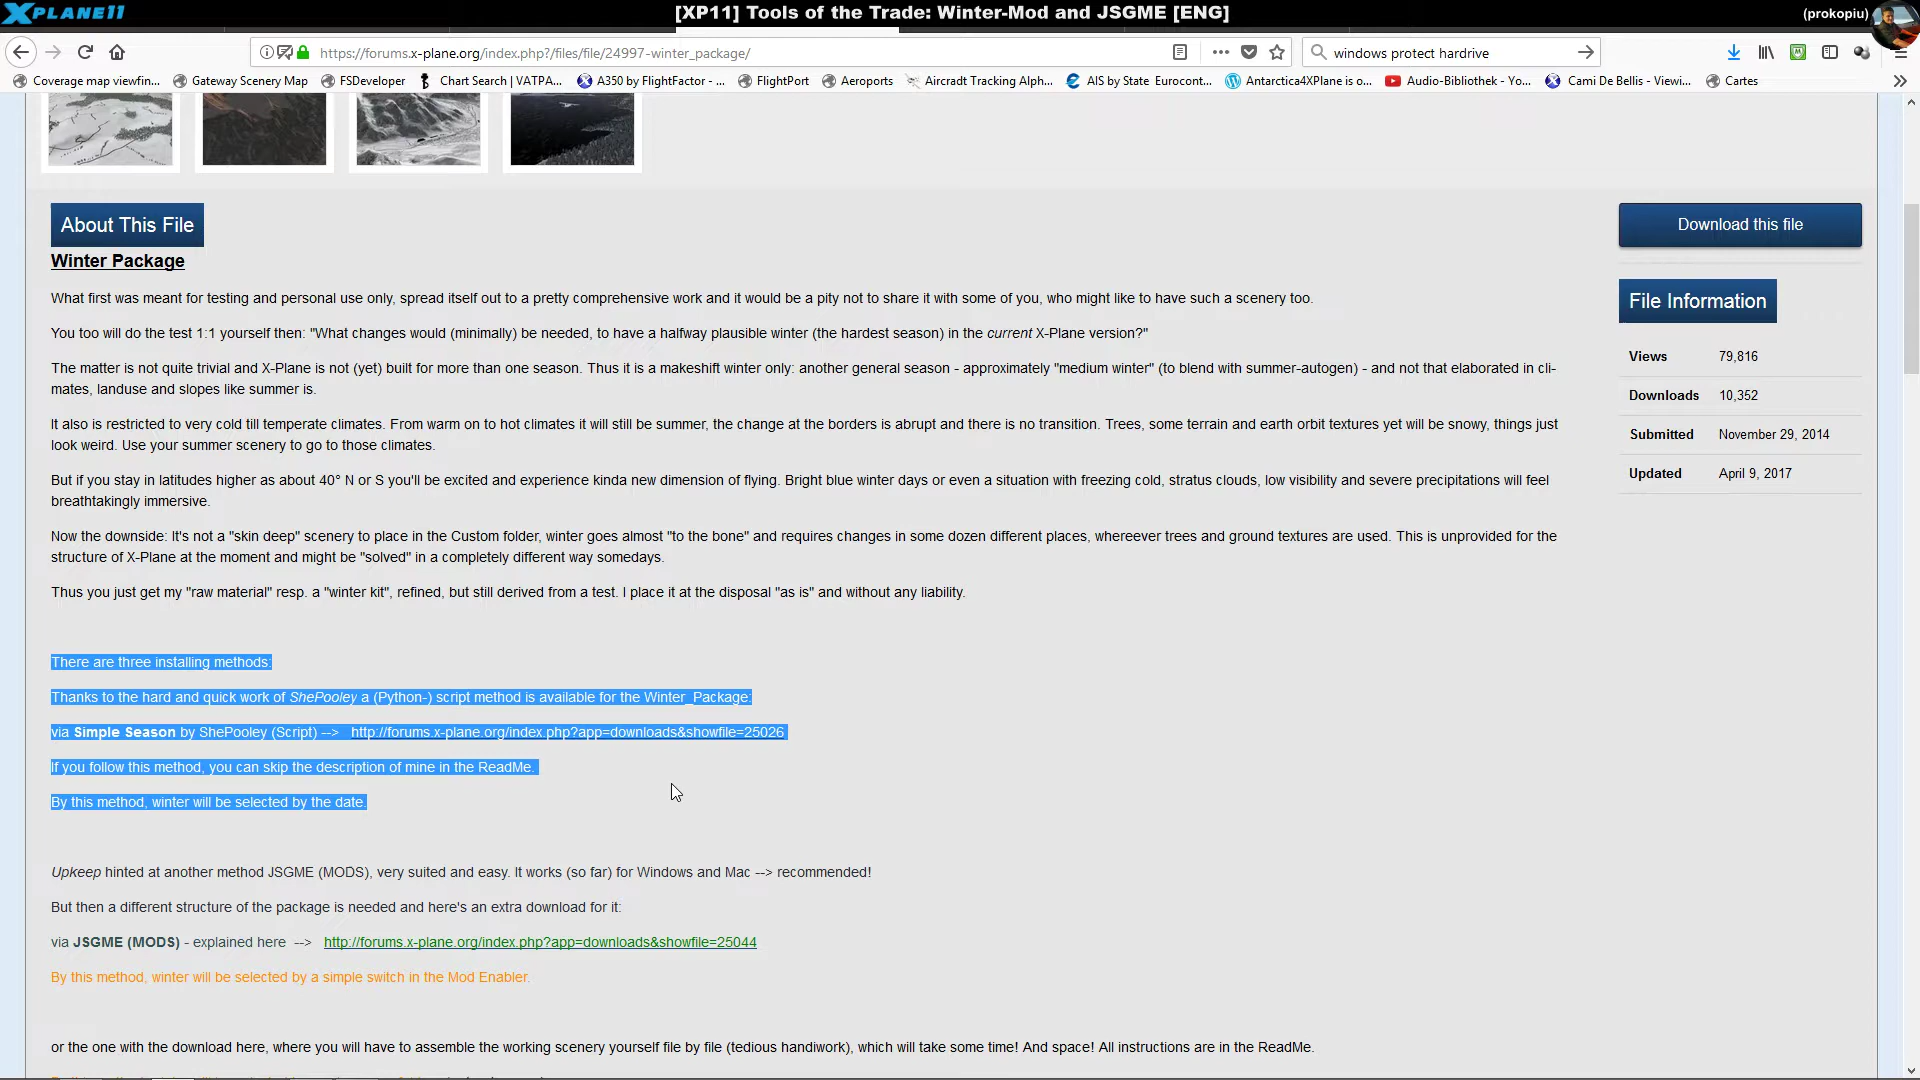 XPLANE11
[XP11] Tools of the Trade: Winter-Mod and JSGME [ENG]
(prokopiu)
https://forums.x-plane.org/index.php?/files/file/24997-winter_package/
windows protect hardrive
Coverage map viewfin...
Gateway Scenery Map
FSDeveloper
Chart Search | VATPA...
A350 by FlightFactor - ...
FlightPort
Aeroports
Aircradt Tracking Alph...
AIS by State Eurocont...
Antarctica4XPlane is o...
Audio-Bibliothek - Yo...
Cami De Bellis - Viewi...
Cartes
About This File
Winter Package
What first was meant for testing and personal use only, spread itself out to a pretty comprehensive work and it would be a pity not to share it with some of you, who might like to have such a scenery too.
You too will do the test 1:1 yourself then: "What changes would (minimally) be needed, to have a halfway plausible winter (the hardest season) in the current X-Plane version?"
The matter is not quite trivial and X-Plane is not (yet) built for more than one season. Thus it is a makeshift winter only: another general season - approximately "medium winter" (to blend with summer-autogen) - and not that elaborated in cli-
mates, landuse and slopes like summer is.
It also is restricted to very cold till temperate climates. From warm on to hot climates it will still be summer, the change at the borders is abrupt and there is no transition. Trees, some terrain and earth orbit textures yet will be snowy, things just
look weird. Use your summer scenery to go to those climates.
But if you stay in latitudes higher as about 40° N or S you'll be excited and experience kinda new dimension of flying. Bright blue winter days or even a situation with freezing cold, stratus clouds, low visibility and severe precipitations will feel
breathtakingly immersive.
Now the downside: It's not a "skin deep" scenery to place in the Custom folder, winter goes almost "to the bone" and requires changes in some dozen different places, whereever trees and ground textures are used. This is unprovided for the
structure of X-Plane at the moment and might be "solved" in a completely different way somedays.
Thus you just get my "raw material" resp. a "winter kit", refined, but still derived from a test. I place it at the disposal "as is" and without any liability.
There are three installing methods:
Thanks to the hard and quick work of ShePooley a (Python-) script method is available for the Winter_Package:
via Simple Season by ShePooley (Script) --> http://forums.x-plane.org/index.php?app=downloads&showfile=25026
If you follow this method, you can skip the description of mine in the ReadMe.
By this method, winter will be selected by the date.
Upkeep hinted at another method JSGME (MODS), very suited and easy. It works (so far) for Windows and Mac --> recommended!
But then a different structure of the package is needed and here's an extra download for it:
via JSGME (MODS) - explained here --> http://forums.x-plane.org/index.php?app=downloads&showfile=25044
By this method, winter will be selected by a simple switch in the Mod Enabler.
or the one with the download here, where you will have to assemble the working scenery yourself file by file (tedious handiwork), which will take some time! And space! All instructions are in the ReadMe.
Download this file
File Information
Views 79,816
Downloads 10,352
Submitted November 29, 2014
Updated April 9, 2017